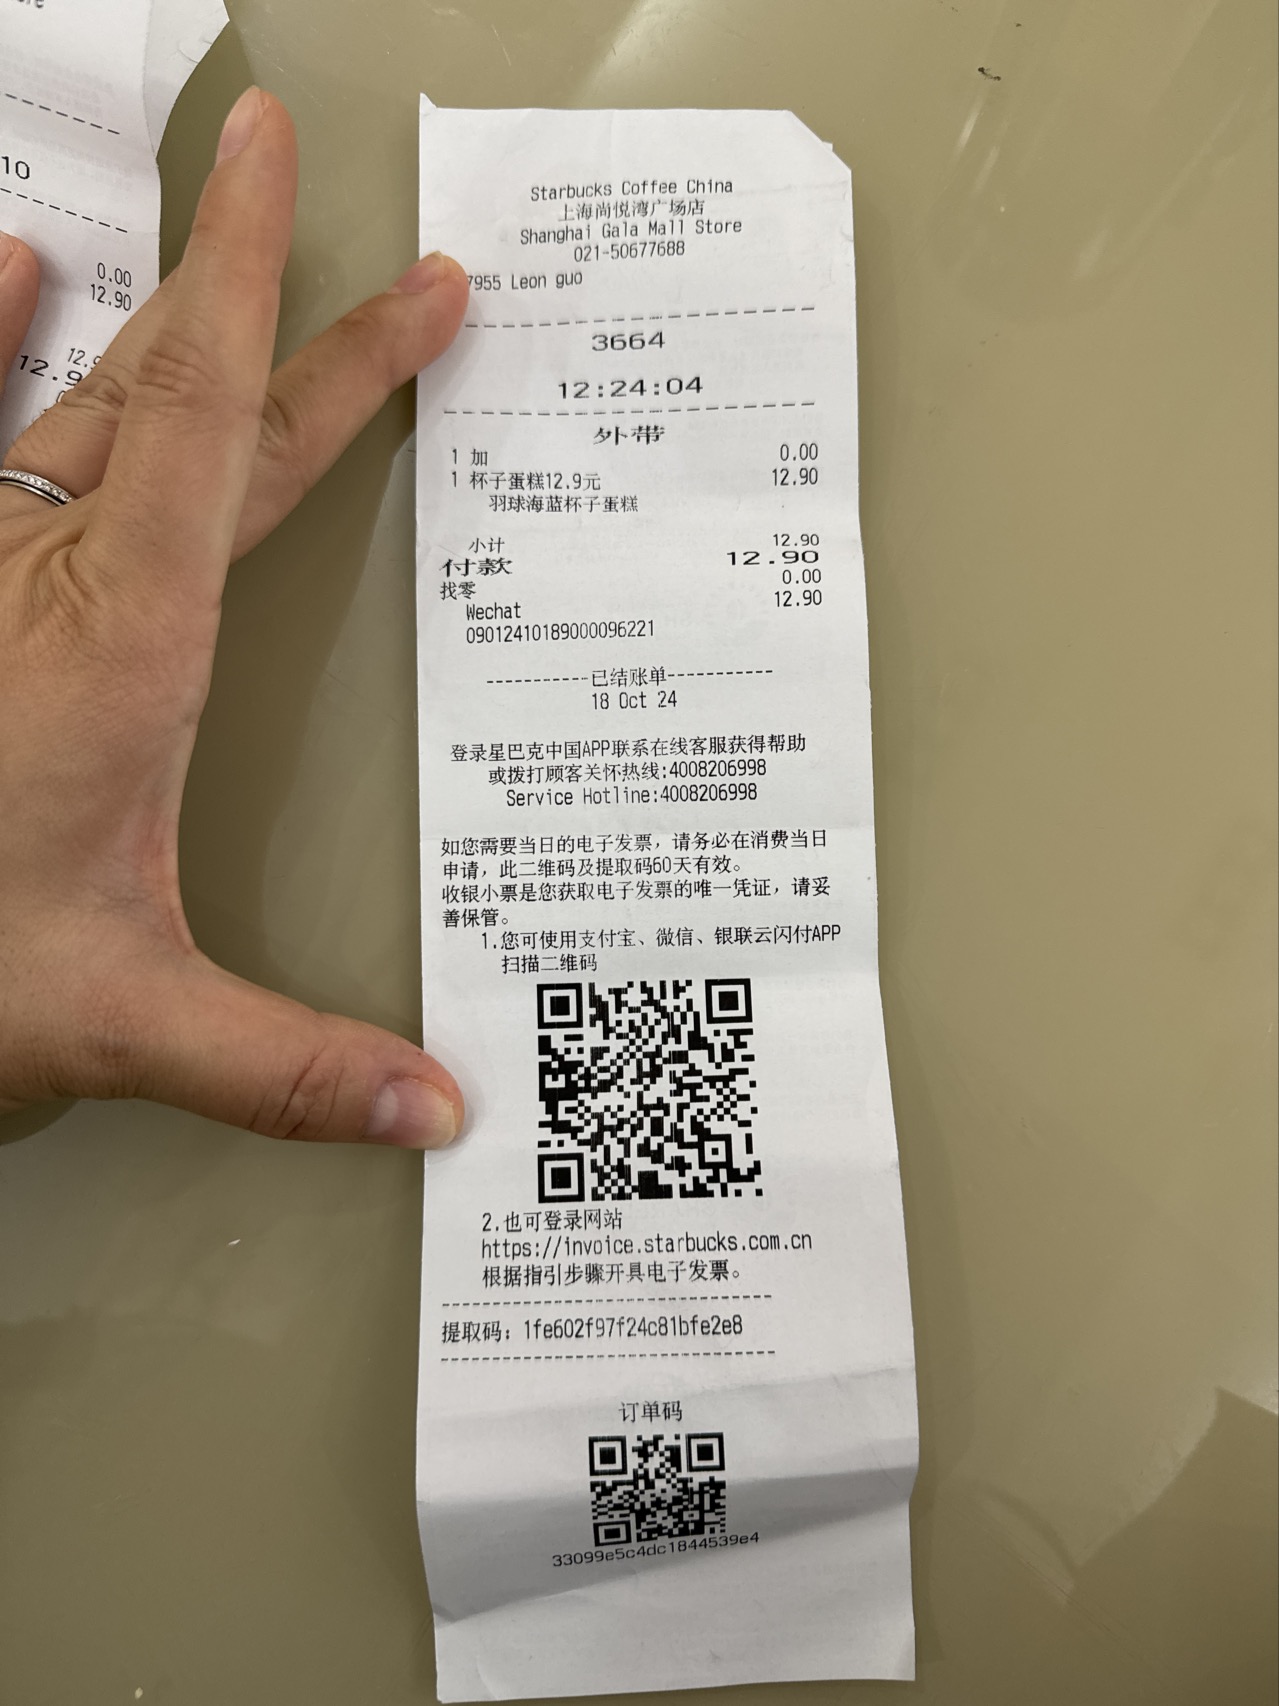 10
0.00
12.90
Starbucks Coffee China
上海尚悦湾广场店
Shanghai Gala Mall Store
021-50677688
7955 Leon guo
3664
12:24:04
外带
1 加 0.00
1 杯子蛋糕12.9元 12.90
羽球海蓝杯子蛋糕
小计 12.90
付款 12.90
找零 0.00
Wechat 12.90
09012410189000096221
-----------已结账单-----------
18 Oct 24
登录星巴克中国APP联系在线客服获得帮助
或拨打顾客关怀热线:4008206998
Service Hotline:4008206998
如您需要当日的电子发票，请务必在消费当日
申请，此二维码及提取码60天有效。
收银小票是您获取电子发票的唯一凭证，请妥
善保管。
1.您可使用支付宝、微信、银联云闪付APP
扫描二维码
2.也可登录网站
https://invoice.starbucks.com.cn
根据指引步骤开具电子发票。
提取码：1fe602f97f24c81bfe2e8
订单码
33099e5c4dc1844539e4